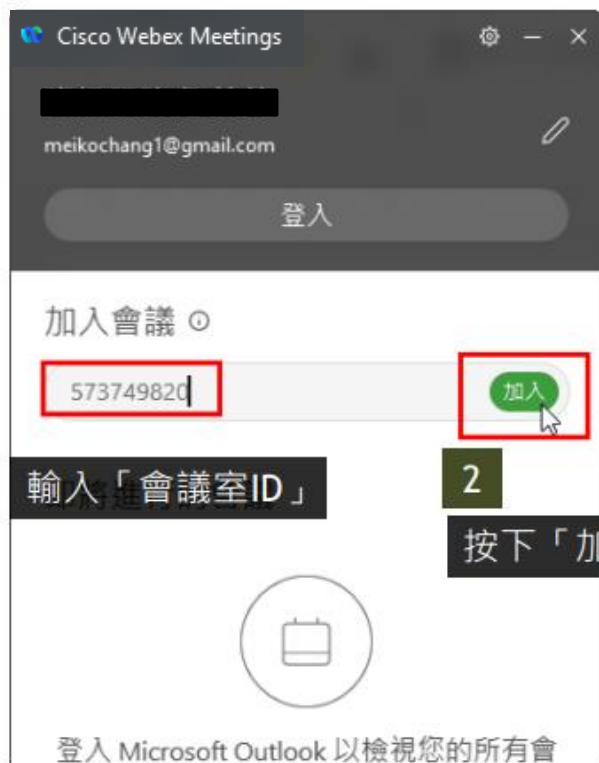 Cisco Webex Meetings
meikochang1@gmail.com
登入
加入會議
573749820
加入
輸入「會議室ID」
2
按下「加
登入 Microsoft Outlook 以檢視您的所有會